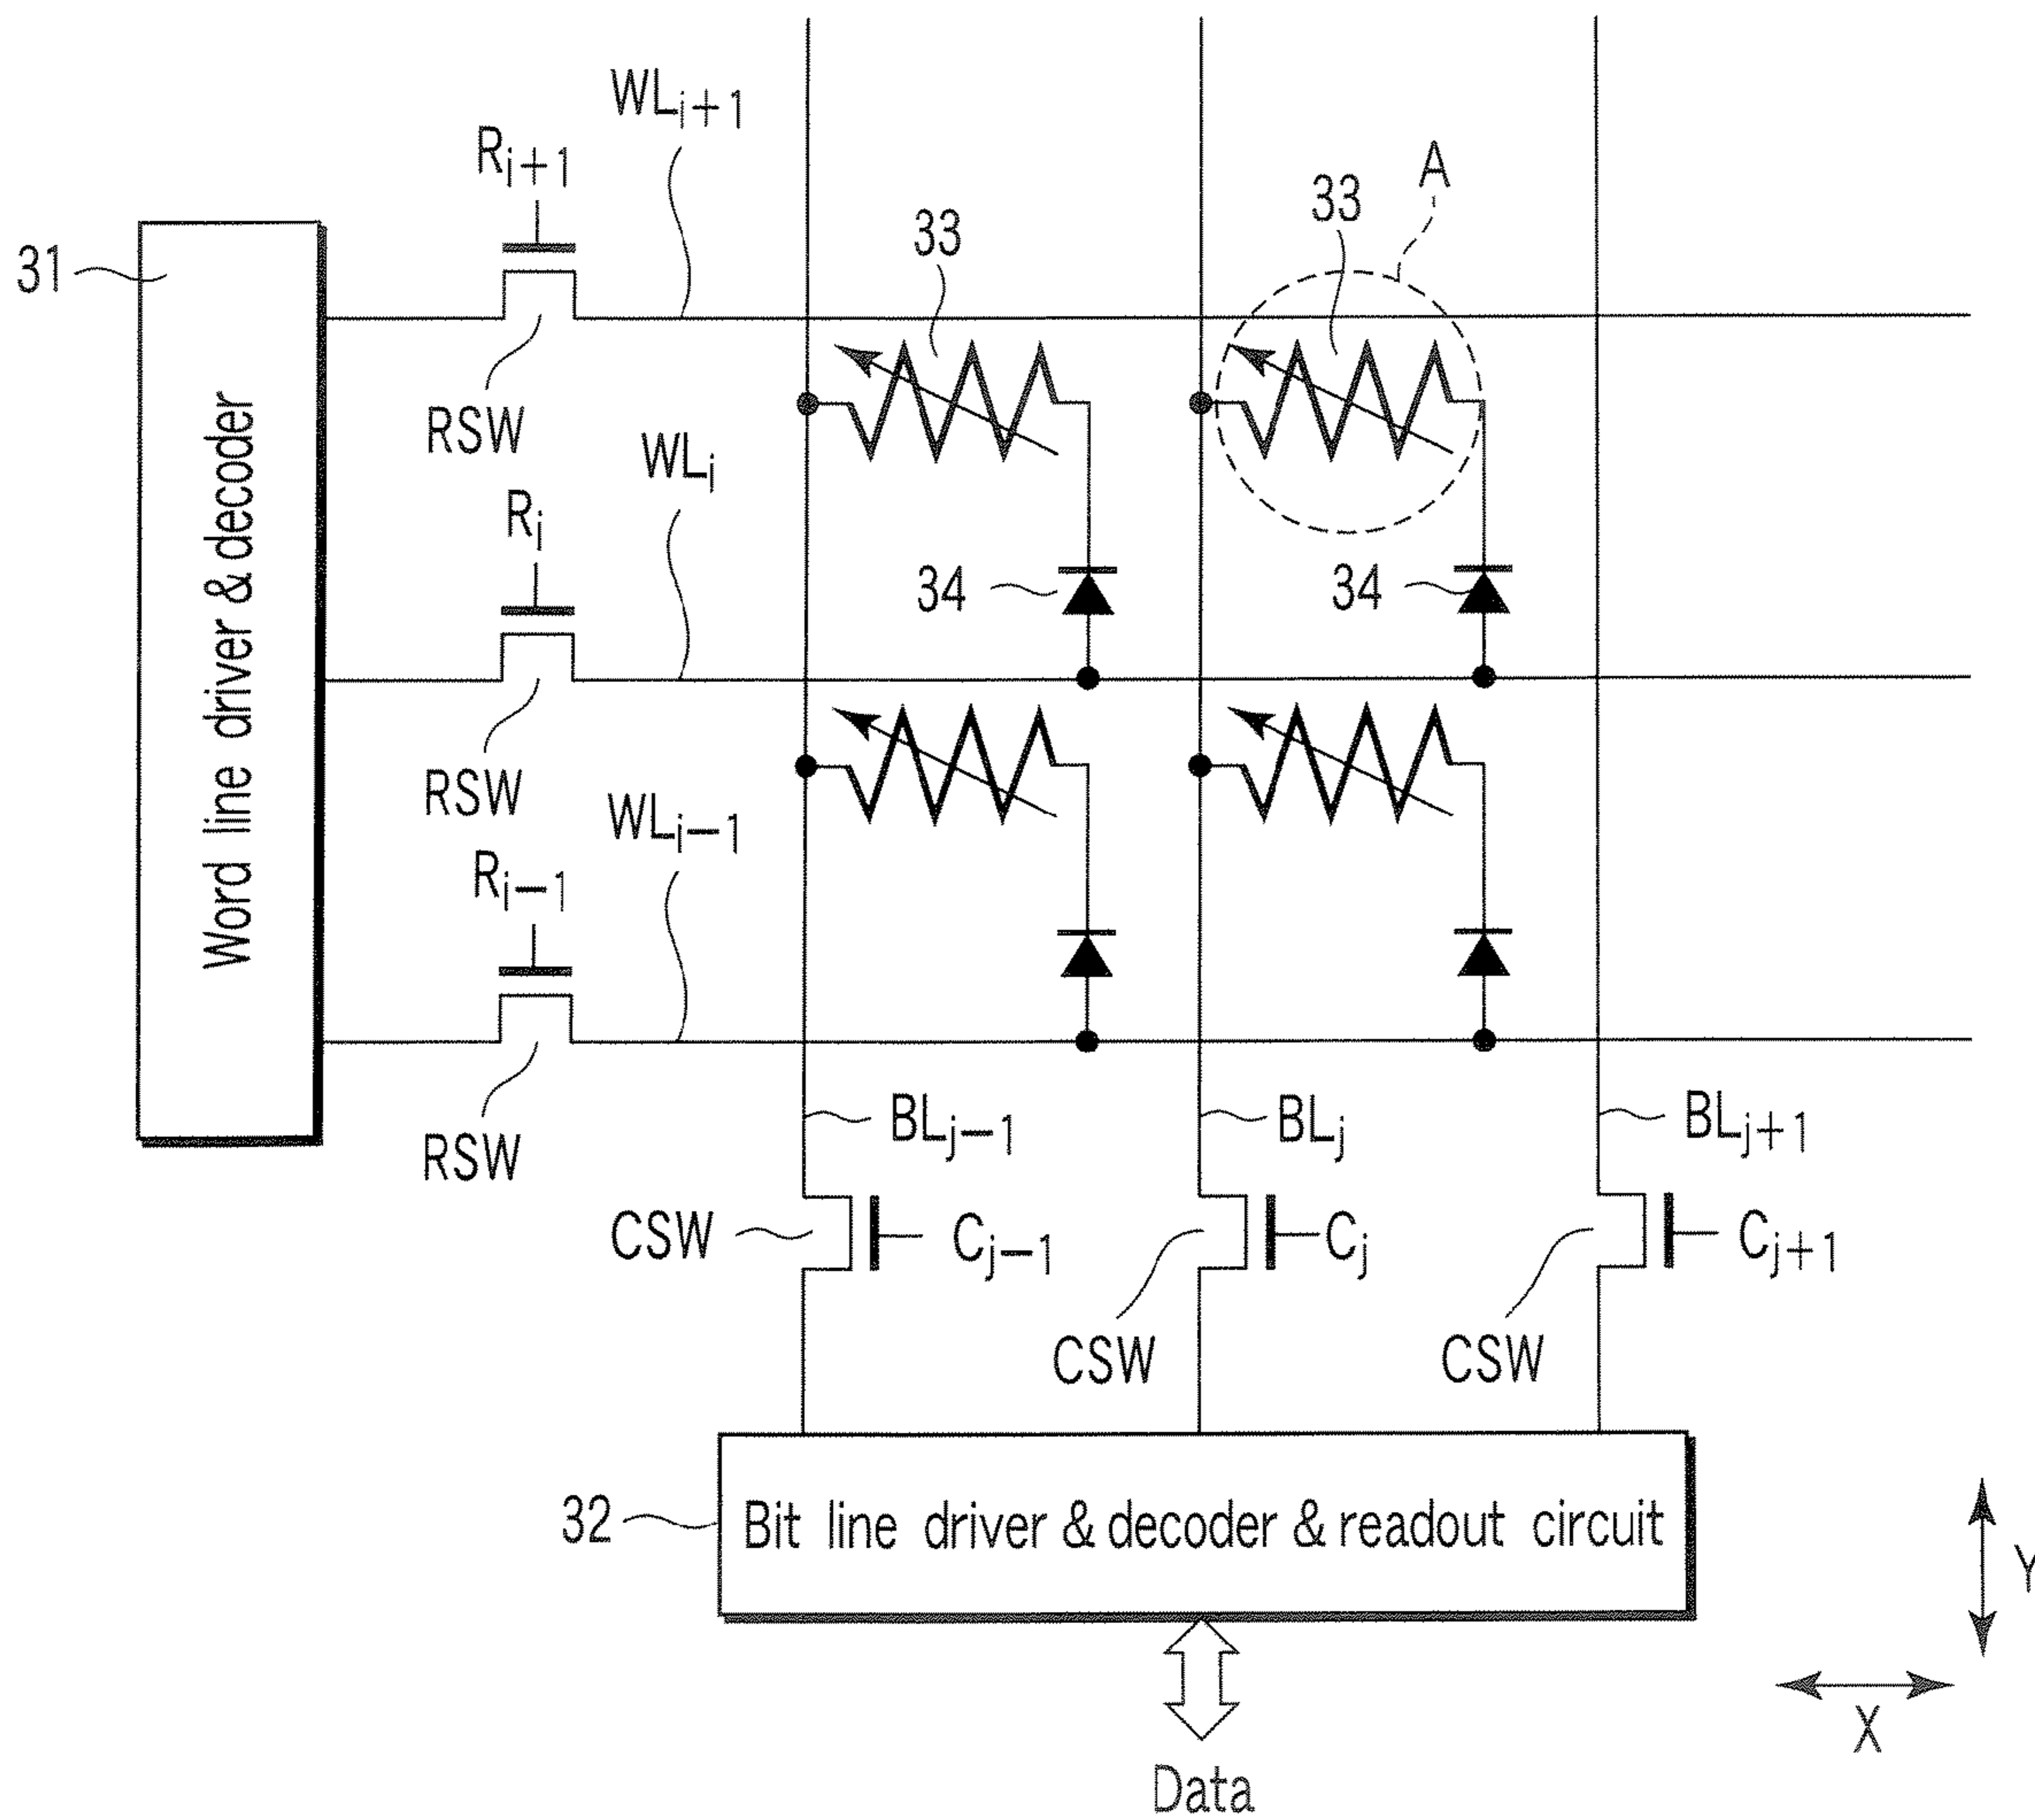 WLi+1
Ri+1
A
33
33
31
RSW
WLi
Ri
34
34
Word line driver & decoder
RSW
WLi−1
Ri−1
RSW
BLj−1
BLj
BLj+1
CSW
Cj−1
Cj
Cj+1
CSW
CSW
32
Bit line driver & decoder & readout circuit
Y
X
Data